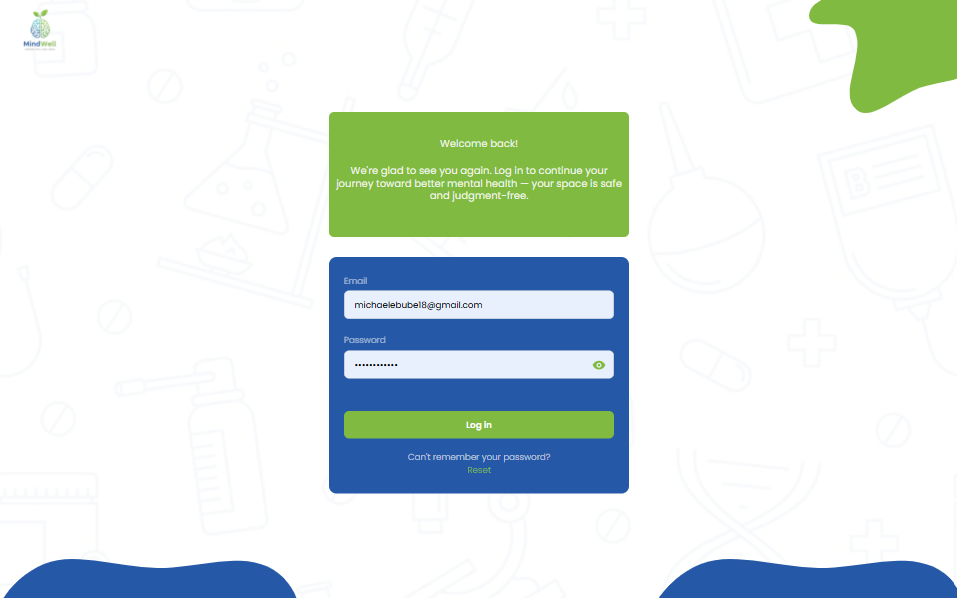 MindWell
Welcome back!
We're glad to see you again. Log in to continue your
journey toward better mental health — your space is safe
and judgment-free.
Email
michaelebube18@gmail.com
Password
••••••••••••
Log in
Can't remember your password?
Reset